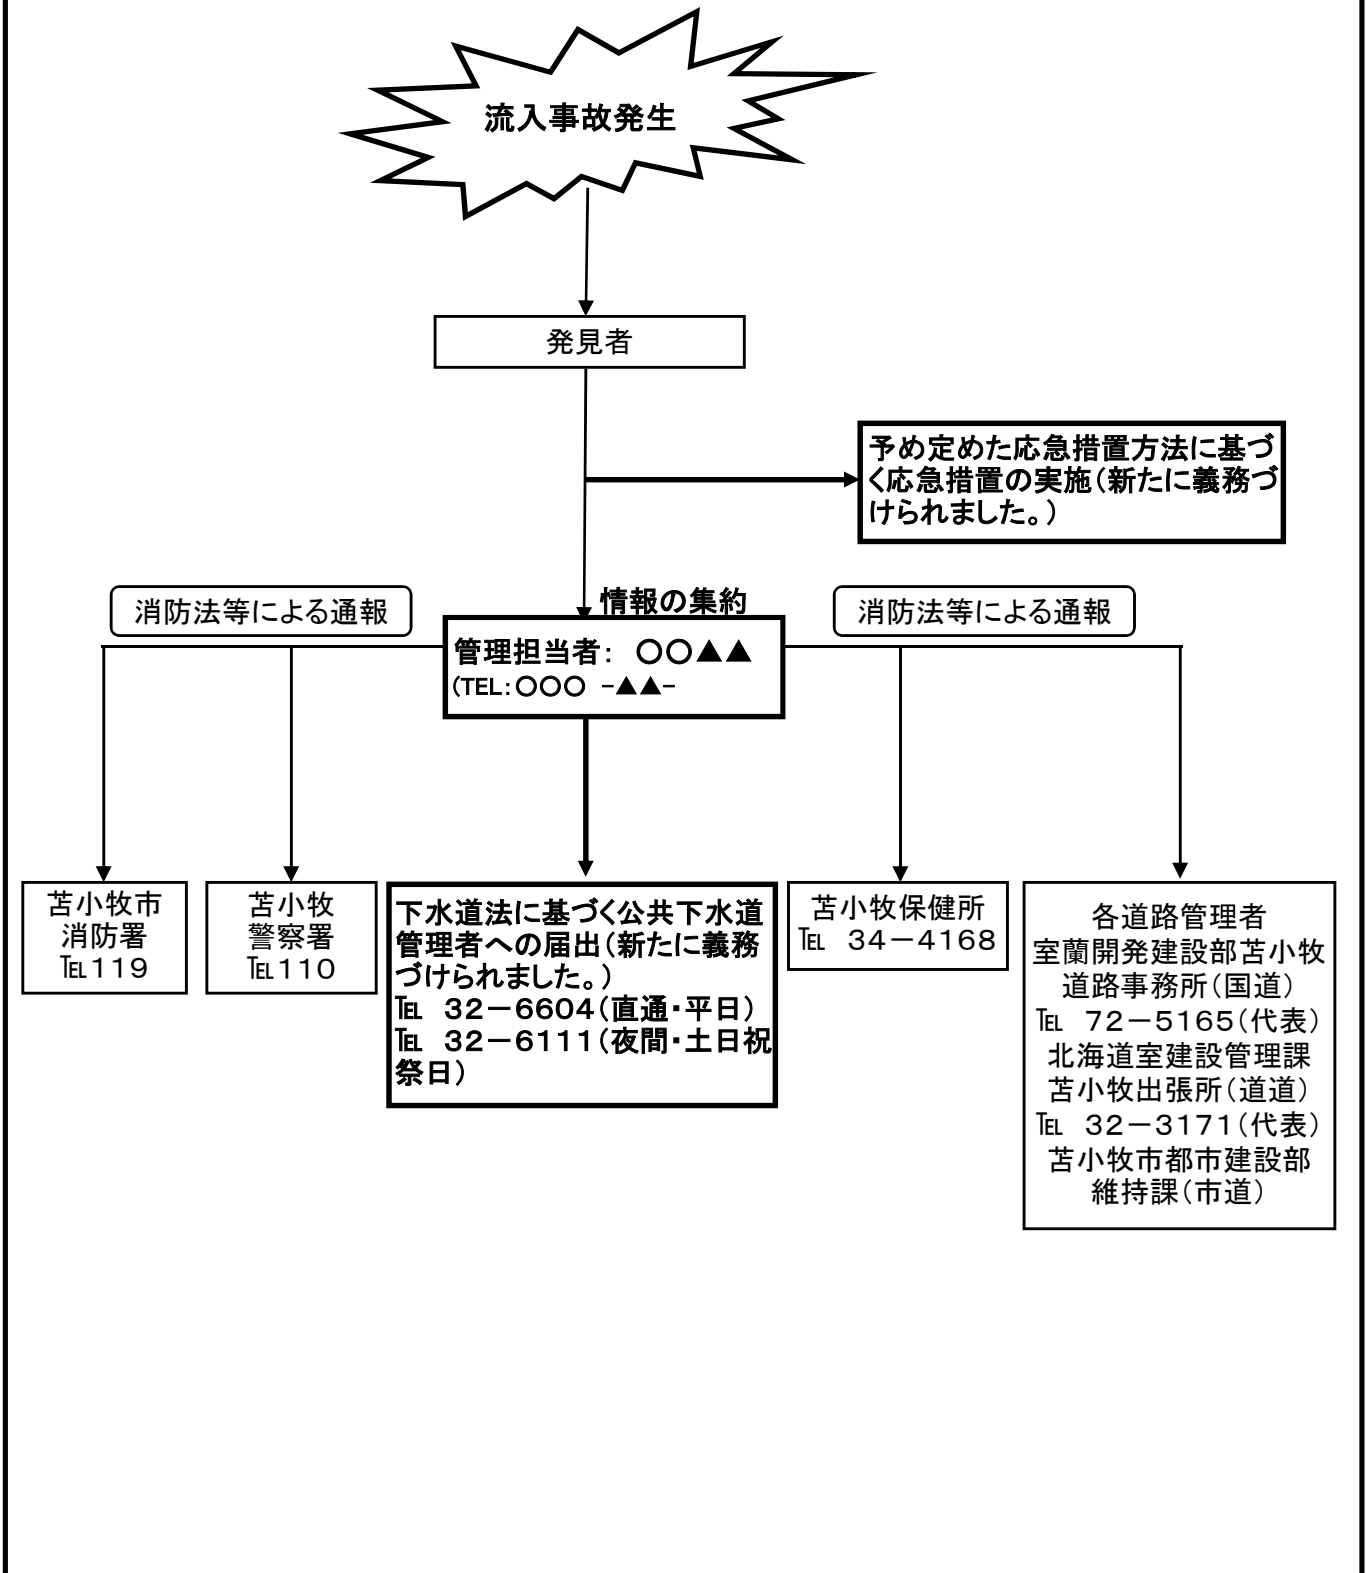 流入事故発生
発見者
予め定めた応急措置方法に基づ
く応急措置の実施(新たに義務づ
けられました。)
消防法等による通報
情報の集約
消防法等による通報
管理担当者: ○○▲▲
(TEL:○○○ -▲▲-
苫小牧市
消防署
℡119
苫小牧
警察署
℡110
下水道法に基づく公共下水道
管理者への届出(新たに義務
づけられました。)
℡ 32-6604(直通・平日)
℡ 32-6111(夜間・土日祝
祭日)
苫小牧保健所
℡ 34-4168
各道路管理者
室蘭開発建設部苫小牧
道路事務所(国道)
℡ 72-5165(代表)
北海道室建設管理課
苫小牧出張所(道道)
℡ 32-3171(代表)
苫小牧市都市建設部
維持課(市道)